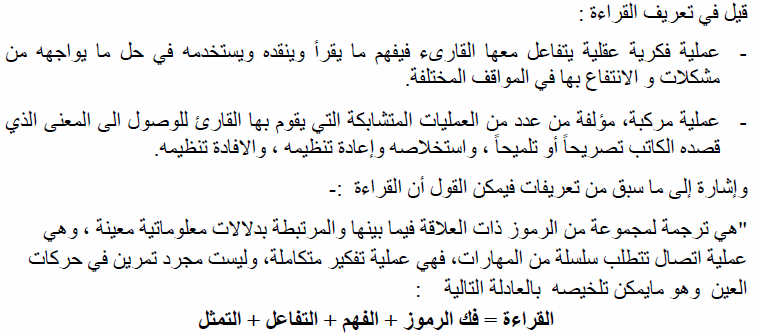 قيل في تعريف القراءة :
- عملية فكرية عقلية يتفاعل معها القارىء فيفهم ما يقرأ وينقده ويستخدمه في حل ما يواجهه من
مشكلات و الانتفاع بها في المواقف المختلفة.
- عملية مركبة، مؤلفة من عدد من العمليات المتشابكة التي يقوم بها القارئ للوصول الى المعنى الذي
قصده الكاتب تصريحاً أو تلميحاً ، واستخلاصه وإعادة تنظيمه ، والافادة تنظيمه.
وإشارة إلى ما سبق من تعريفات فيمكن القول أن القراءة :-
"هي ترجمة لمجموعة من الرموز ذات العلاقة فيما بينها والمرتبطة بدلالات معلوماتية معينة ، وهي
عملية اتصال تتطلب سلسلة من المهارات، فهي عملية تفكير متكاملة، وليست مجرد تمرين في حركات
العين وهو مايمكن تلخيصه بالعادلة التالية :
القراءة = فك الرموز + الفهم + التفاعل + التمثل